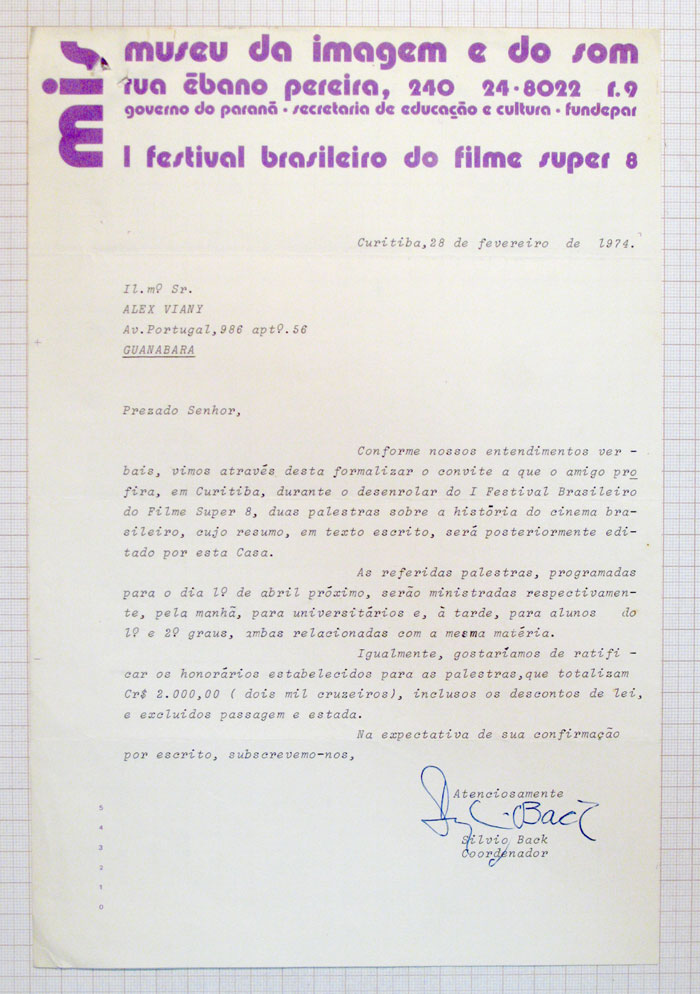 mis
museu da imagem e do som
rua êbano pereira, 240 24-8022 r.9
governo do paranã · secretaria de educação e cultura · fundepar
I festival brasileiro do filme super 8
Curitiba,28 de fevereiro de 1974.
Il.mº Sr.
ALEX VIANY
Av.Portugal,986 aptº.56
GUANABARA
Prezado Senhor,
Conforme nossos entendimentos ver -
bais, vimos através desta formalizar o convite a que o amigo pro
fira, em Curitiba, durante o desenrolar do I Festival Brasileiro
do Filme Super 8, duas palestras sobre a história do cinema bra-
sileiro, cujo resumo, em texto escrito, será posteriormente edi-
tado por esta Casa.
As referidas palestras, programadas
para o dia 1º de abril próximo, serão ministradas respectivamen-
te, pela manhã, para universitários e, à tarde, para alunos do
1º e 2º graus, ambas relacionadas com a mesma matéria.
Igualmente, gostaríamos de ratifi -
car os honorários estabelecidos para as palestras,que totalizam
Cr$ 2.000,00 ( dois mil cruzeiros), inclusos os descontos de lei,
e excluidos passagem e estada.
Na expectativa de sua confirmação
por escrito, subscrevemo-nos,
Atenciosamente
Sylvio Back
Silvio Back
Coordenador
5
4
3
2
1
0